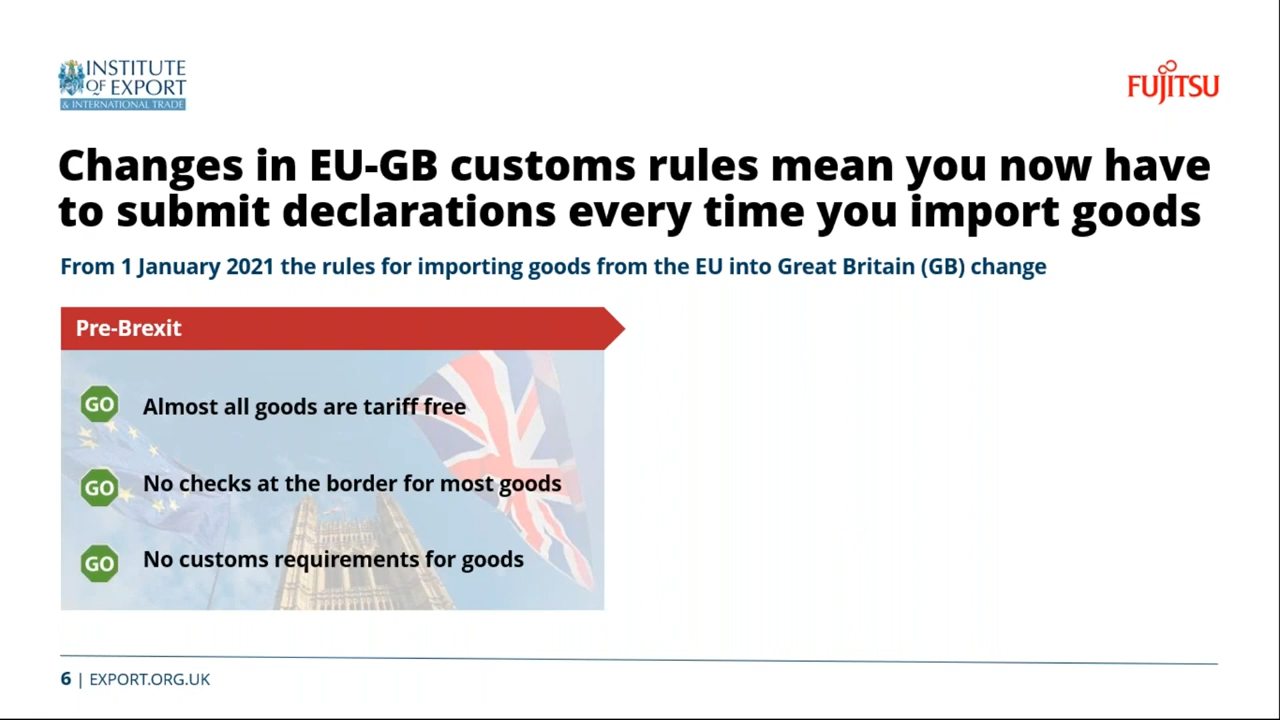 INSTITUTE
OF EXPORT
& INTERNATIONAL TRADE
FUJITSU
Changes in EU-GB customs rules mean you now have
to submit declarations every time you import goods
From 1 January 2021 the rules for importing goods from the EU into Great Britain (GB) change
Pre-Brexit
GO Almost all goods are tariff free
GO No checks at the border for most goods
GO No customs requirements for goods
6 | EXPORT.ORG.UK